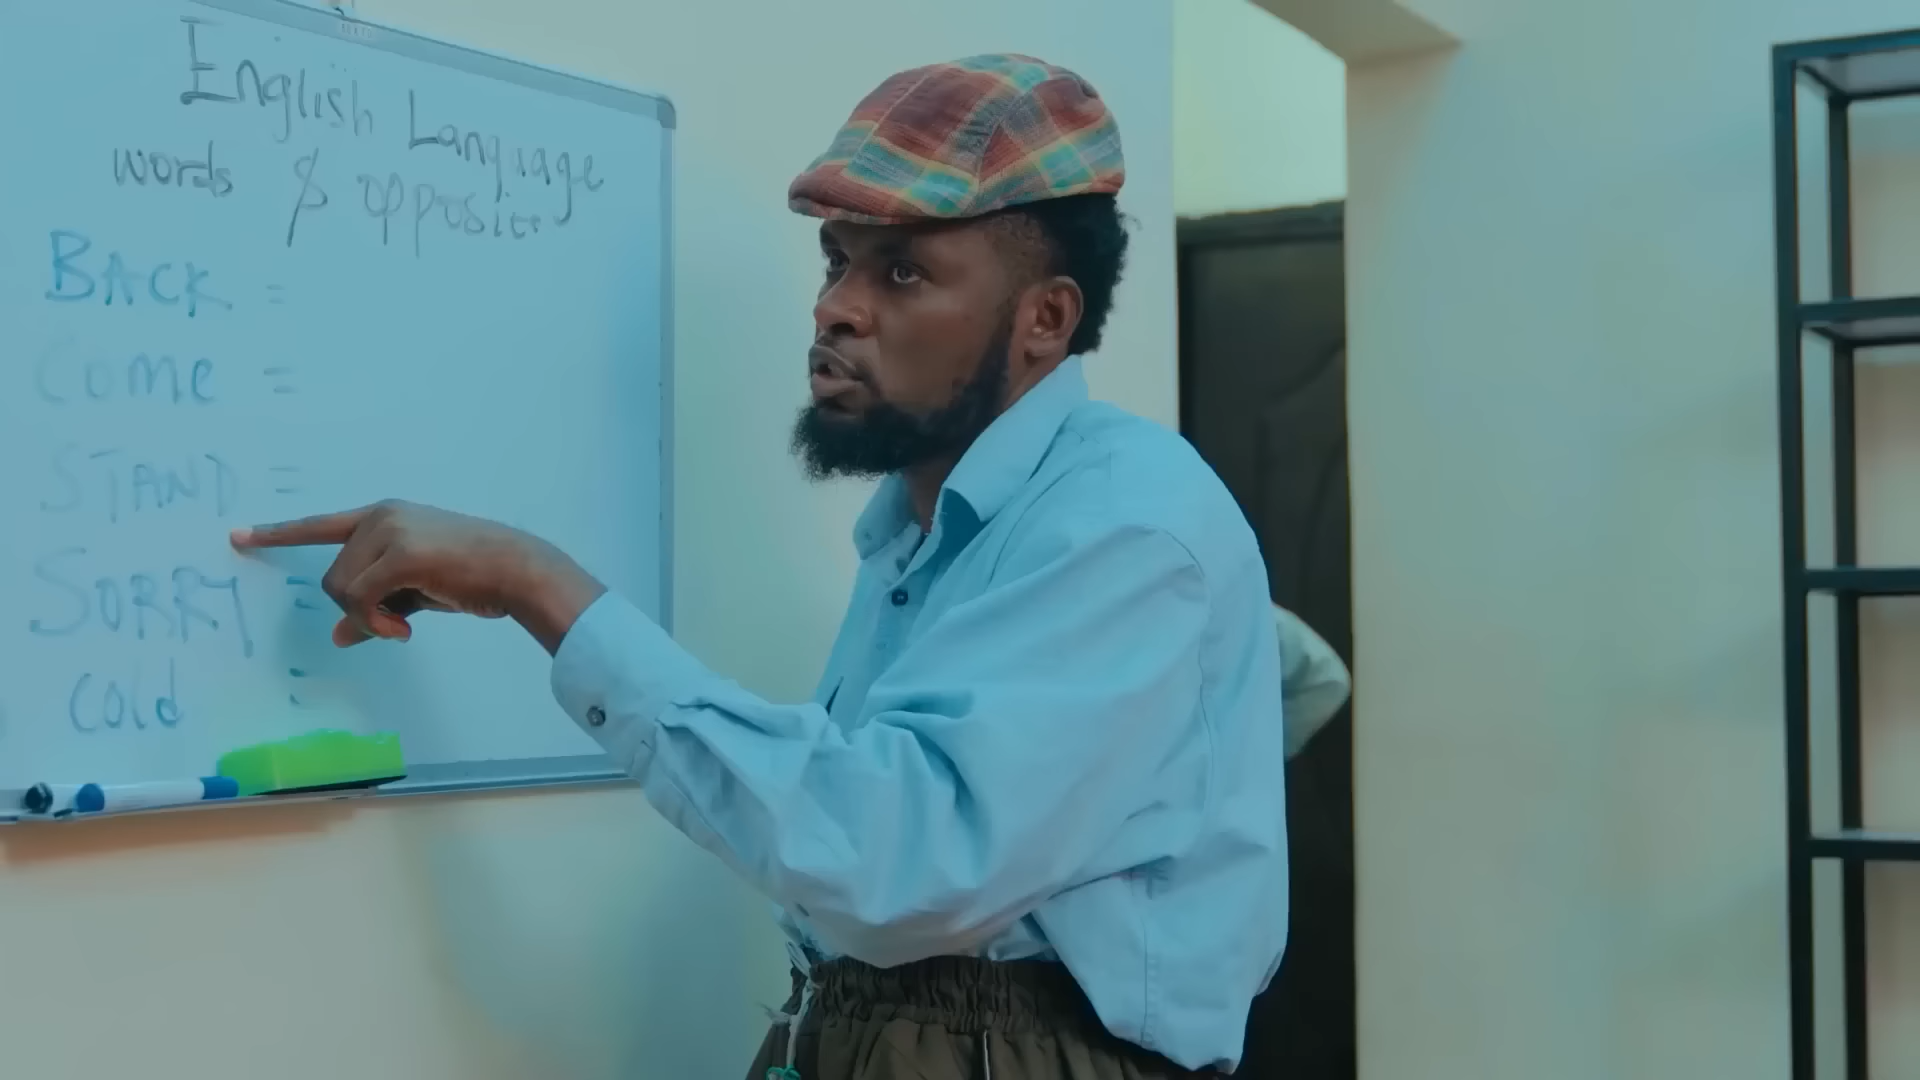 English Language
words & opposite
BACK =
COME =
STAND =
SORRY =
cold =